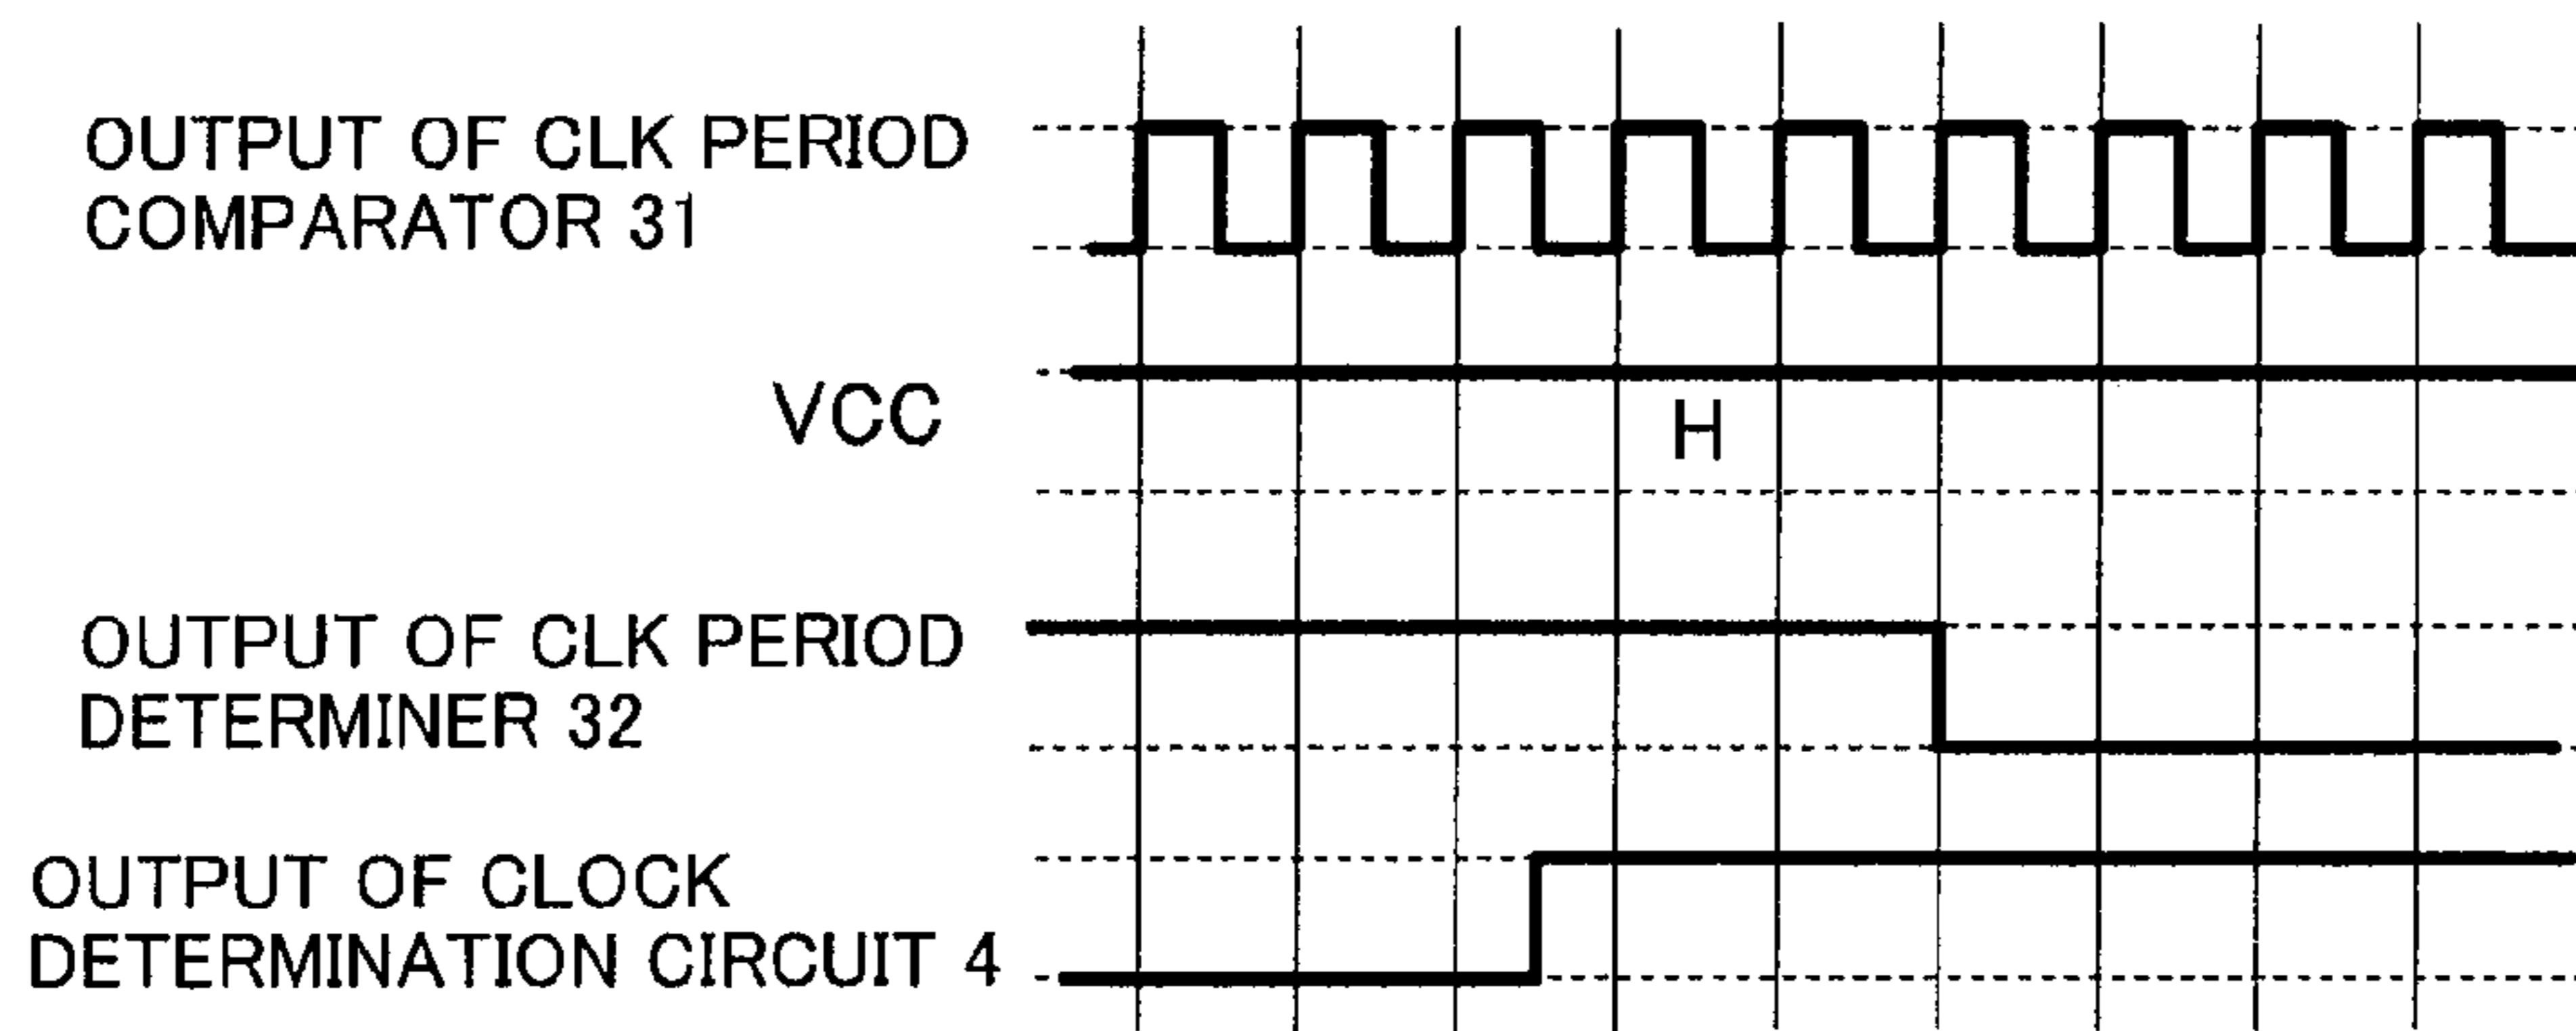 OUTPUT OF CLK PERIOD
COMPARATOR 31
VCC
H
OUTPUT OF CLK PERIOD
DETERMINER 32
OUTPUT OF CLOCK
DETERMINATION CIRCUIT 4